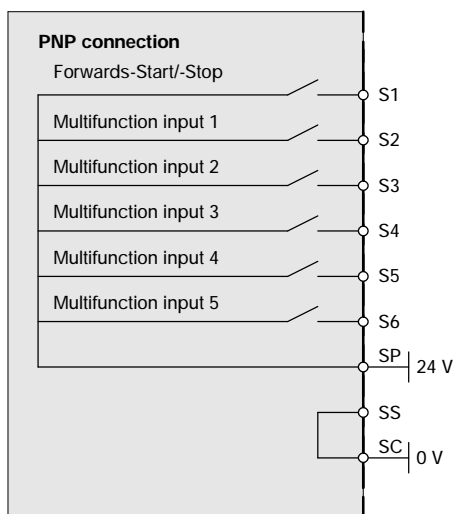 PNP connection
Forwards-Start/-Stop
S1
Multifunction input 1
S2
Multifunction input 2
S3
Multifunction input 3
S4
Multifunction input 4
S5
Multifunction input 5
S6
SP
24 V
SS
SC
0 V